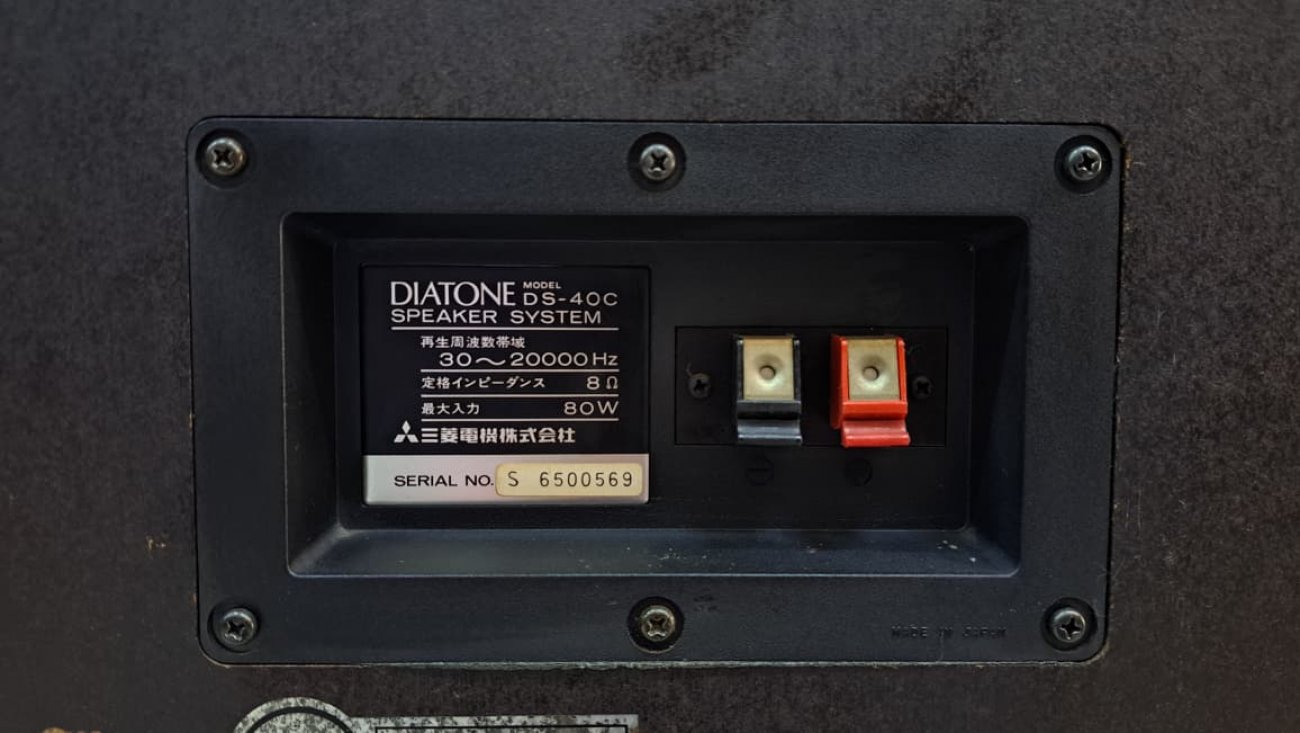 DIATONE MODEL DS-40C
SPEAKER SYSTEM
再生周波数帯域
30～20000Hz
定格インピーダンス 8Ω
最大入力 80W
三菱電機株式会社
SERIAL NO. S 6500569
MADE IN JAPAN